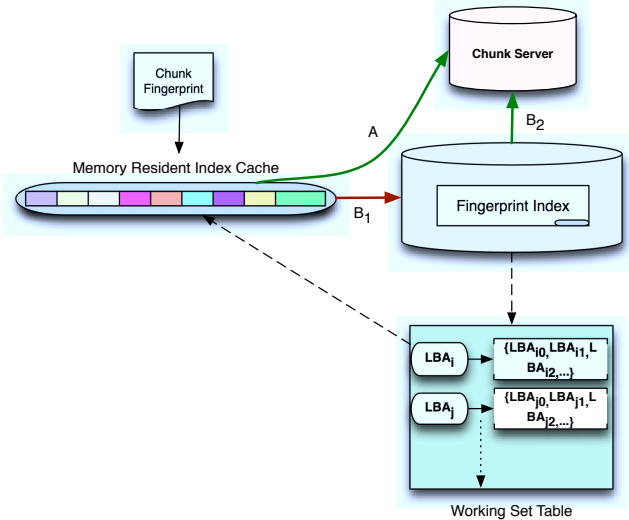 Chunk Server
Chunk
Fingerprint
A
B2
Memory Resident Index Cache
B1
Fingerprint Index
LBAi
{LBAi0,LBAi1,L
BAi2,...}
LBAj
{LBAj0,LBAj1,L
BAj2,...}
Working Set Table